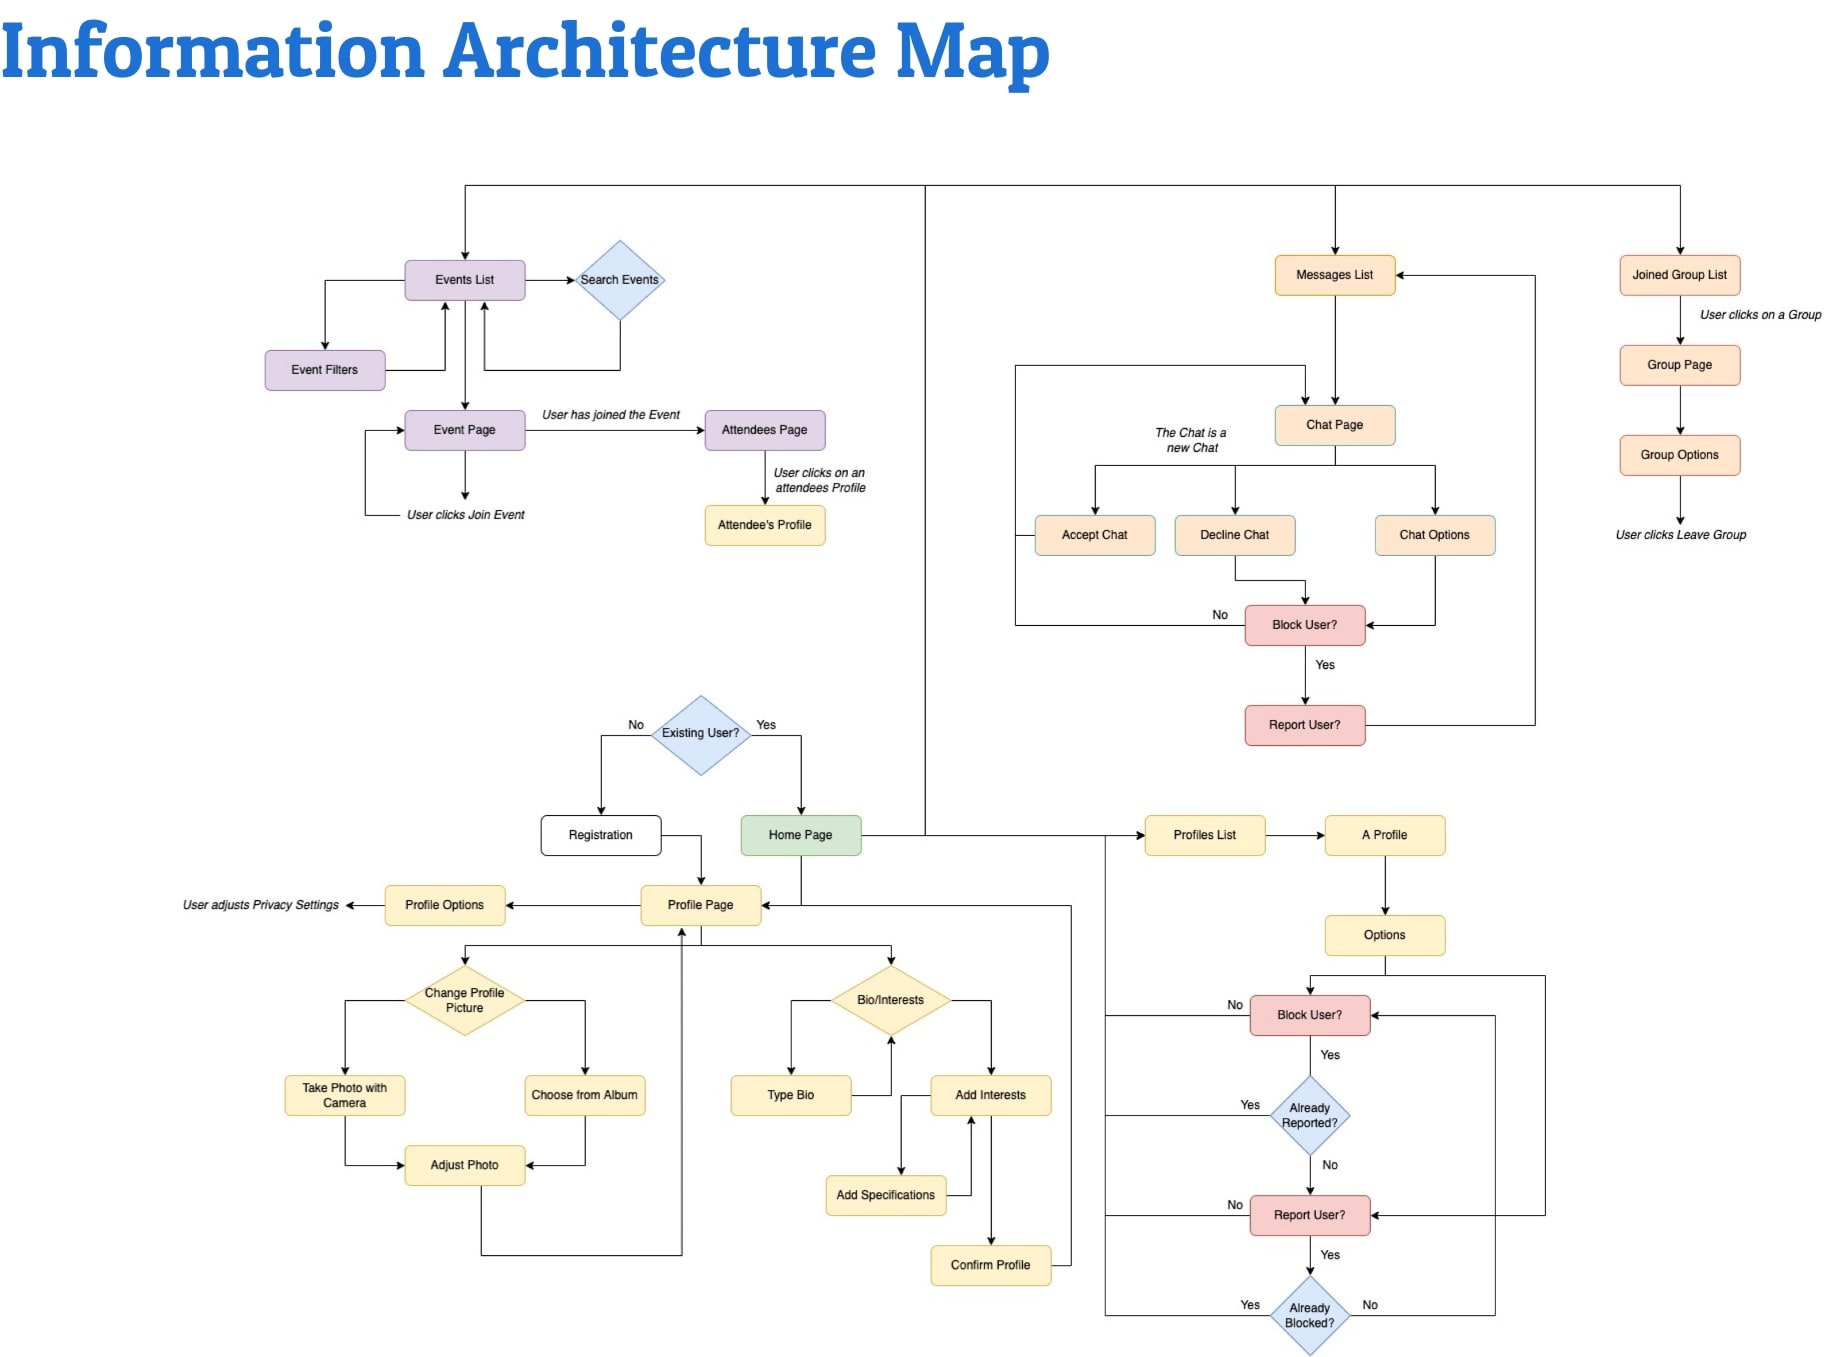 Information Architecture Map
Events List
Search Events
Event Filters
Event Page
User has joined the Event
Attendees Page
User clicks on an
attendees Profile
Attendee's Profile
User clicks Join Event
Messages List
Chat Page
The Chat is a
new Chat
Accept Chat
Decline Chat
Chat Options
No
Block User?
Yes
Report User?
Joined Group List
User clicks on a Group
Group Page
Group Options
User clicks Leave Group
No
Existing User?
Yes
Registration
Home Page
User adjusts Privacy Settings
Profile Options
Profile Page
Change Profile
Picture
Take Photo with
Camera
Choose from Album
Adjust Photo
Bio/Interests
Type Bio
Add Interests
Add Specifications
Confirm Profile
Profiles List
A Profile
Options
No
Block User?
Yes
Yes
Already
Reported?
No
No
Report User?
Yes
Yes
Already
Blocked?
No